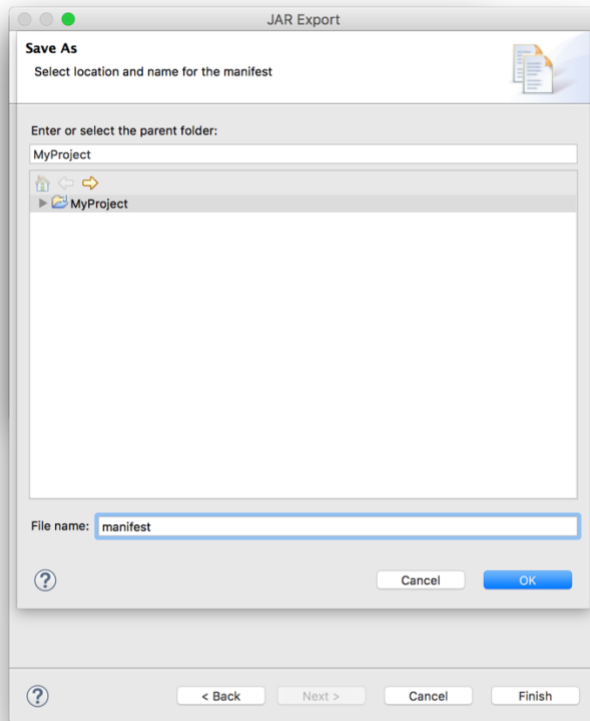 JAR Export
Save As
Select location and name for the manifest
Enter or select the parent folder:
MyProject
MyProject
File name: manifest
? Cancel OK
? < Back Next > Cancel Finish